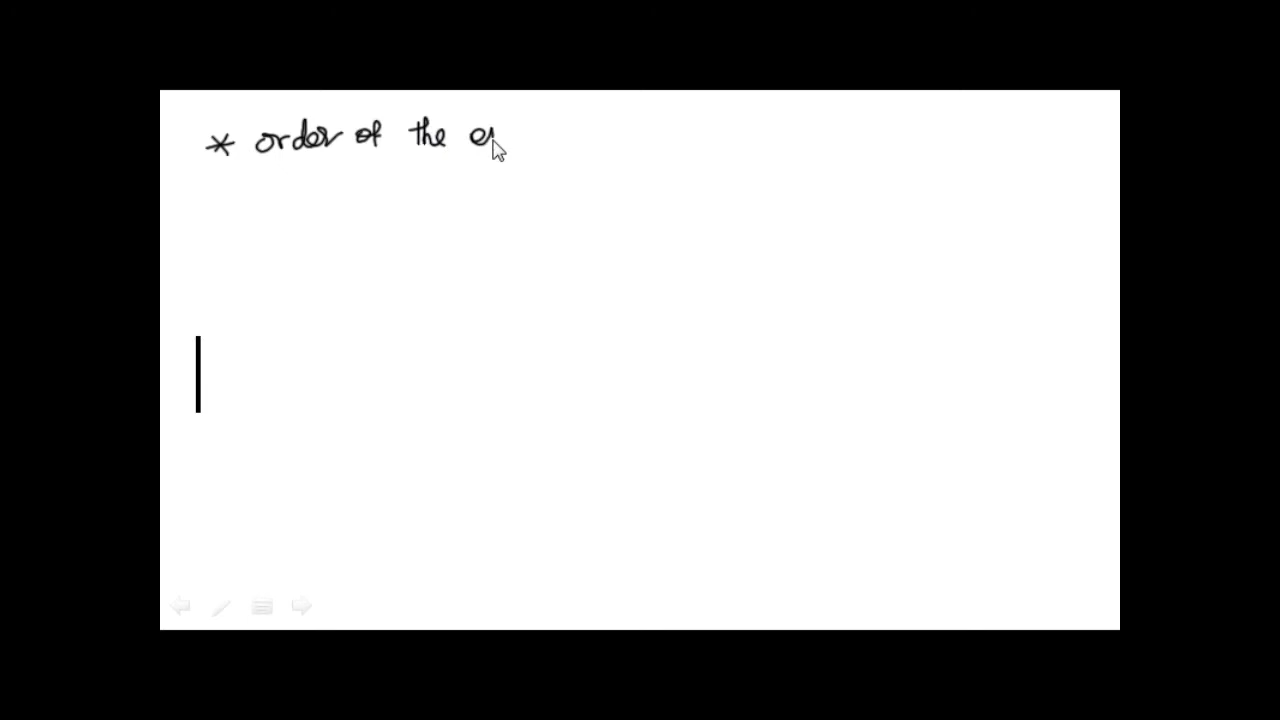 * order of the